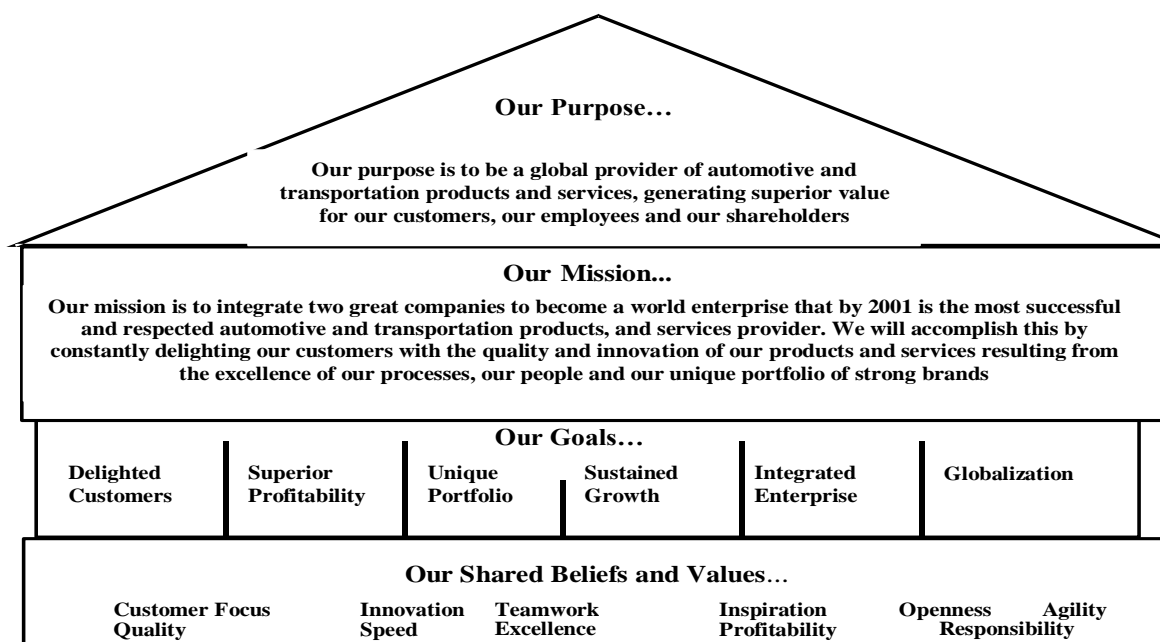 Our Purpose…
Our purpose is to be a global provider of automotive and
transportation products and services, generating superior value
for our customers, our employees and our shareholders
Our Mission...
Our mission is to integrate two great companies to become a world enterprise that by 2001 is the most successful
and respected automotive and transportation products, and services provider. We will accomplish this by
constantly delighting our customers with the quality and innovation of our products and services resulting from
the excellence of our processes, our people and our unique portfolio of strong brands
Our Goals…
Delighted
Customers
Superior
Profitability
Unique
Portfolio
Sustained
Growth
Integrated
Enterprise
Globalization
Our Shared Beliefs and Values…
Customer Focus Innovation Teamwork Inspiration Openness Agility
Quality Speed Excellence Profitability Responsibility